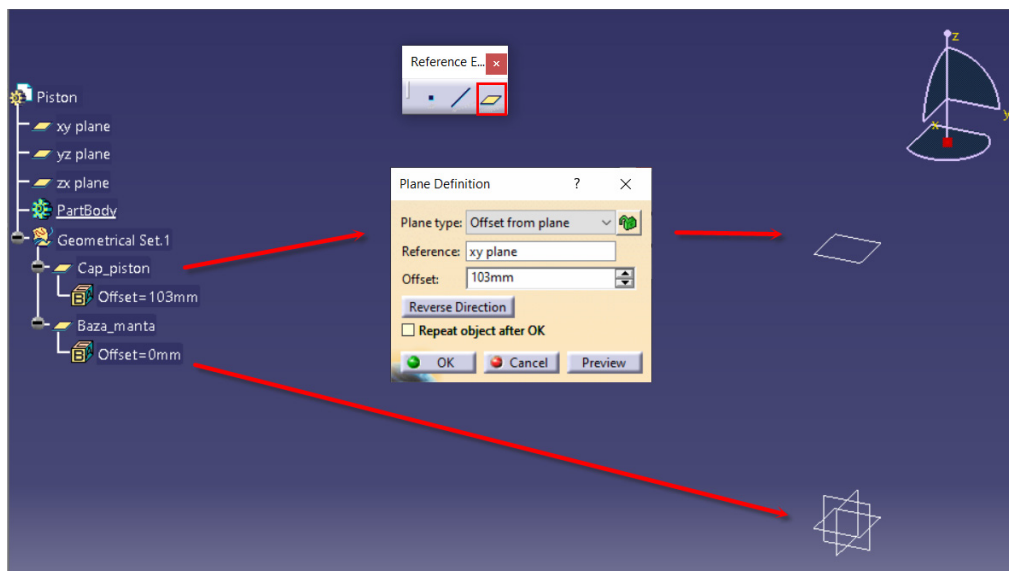 Reference E...
Piston
xy plane
yz plane
zx plane
PartBody
Geometrical Set.1
Cap_piston
Offset=103mm
Baza_manta
Offset=0mm
Plane Definition ? ×
Plane type: Offset from plane
Reference: xy plane
Offset: 103mm
Reverse Direction
Repeat object after OK
OK Cancel Preview
z
y
x